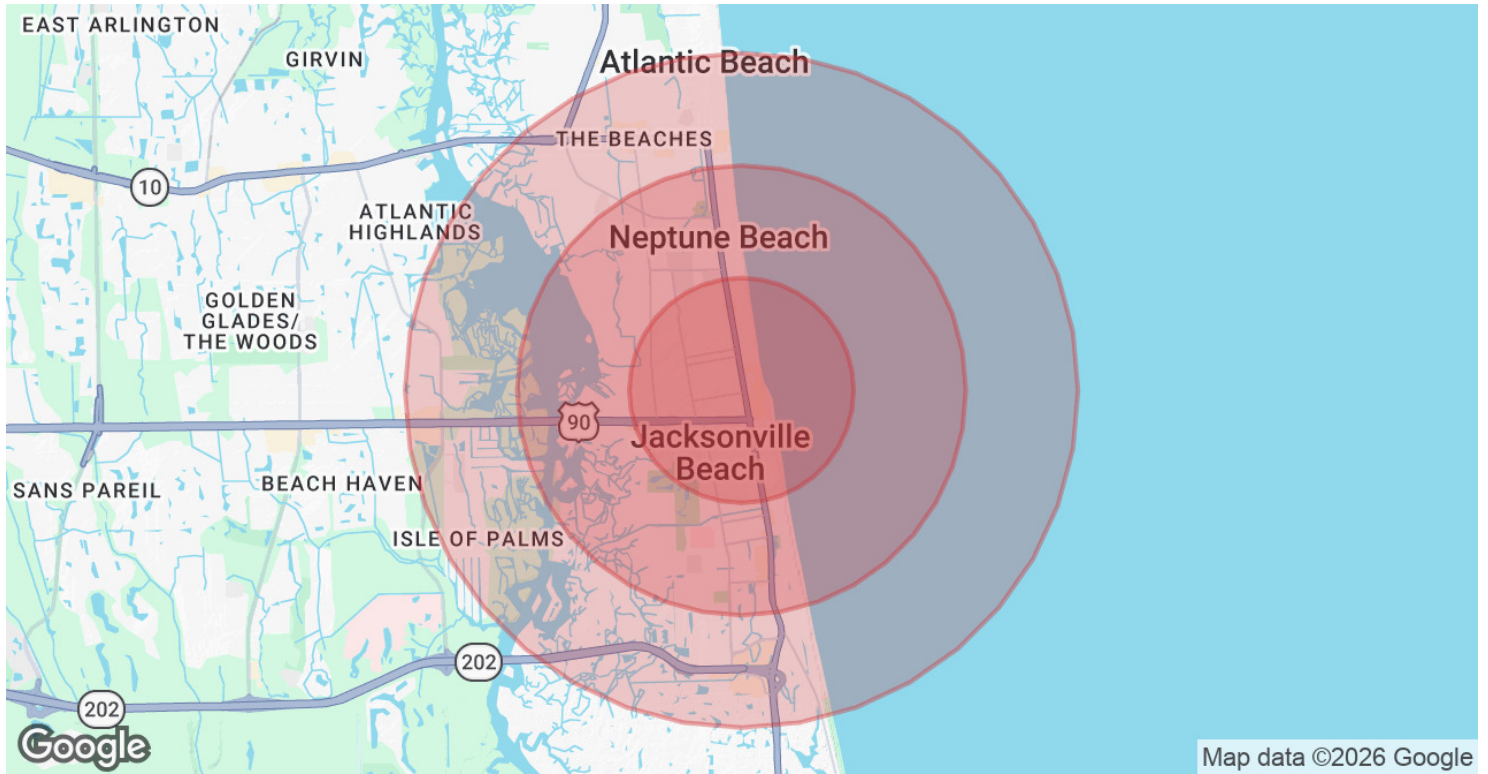 EAST ARLINGTON
GIRVIN
Atlantic Beach
THE BEACHES
10
ATLANTIC
HIGHLANDS
Neptune Beach
GOLDEN
GLADES/
THE WOODS
90
Jacksonville
Beach
SANS PAREIL
BEACH HAVEN
ISLE OF PALMS
202
202
Google
Map data ©2026 Google